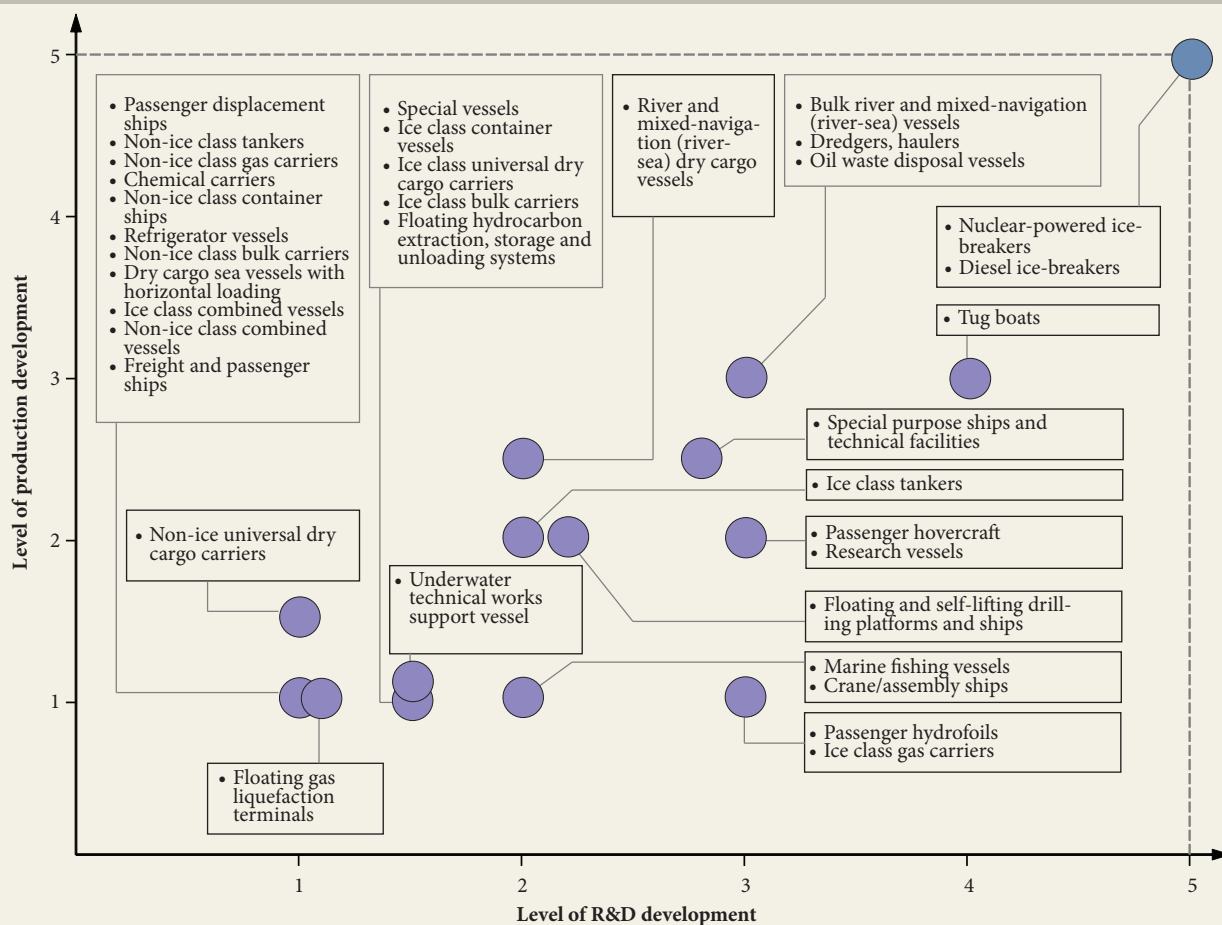 5
• Passenger displacement
ships
• Non-ice class tankers
• Non-ice class gas carriers
• Chemical carriers
• Non-ice class container
ships
• Refrigerator vessels
• Non-ice class bulk carriers
• Dry cargo sea vessels with
horizontal loading
• Ice class combined vessels
• Non-ice class combined
vessels
• Freight and passenger
ships
• Special vessels
• Ice class container
vessels
• Ice class universal dry
cargo carriers
• Ice class bulk carriers
• Floating hydrocarbon
extraction, storage and
unloading systems
• River and
mixed-naviga-
tion (river-
sea) dry cargo
vessels
• Bulk river and mixed-navigation
(river-sea) vessels
• Dredgers, haulers
• Oil waste disposal vessels
4
• Nuclear-powered ice-
breakers
• Diesel ice-breakers
• Tug boats
3
• Special purpose ships and
technical facilities
• Ice class tankers
2
• Non-ice universal dry
cargo carriers
• Passenger hovercraft
• Research vessels
• Underwater
technical works
support vessel
• Floating and self-lifting drill-
ing platforms and ships
• Marine fishing vessels
• Crane/assembly ships
1
• Passenger hydrofoils
• Ice class gas carriers
• Floating gas
liquefaction
terminals
Level of production development
1
2
3
4
5
Level of R&D development